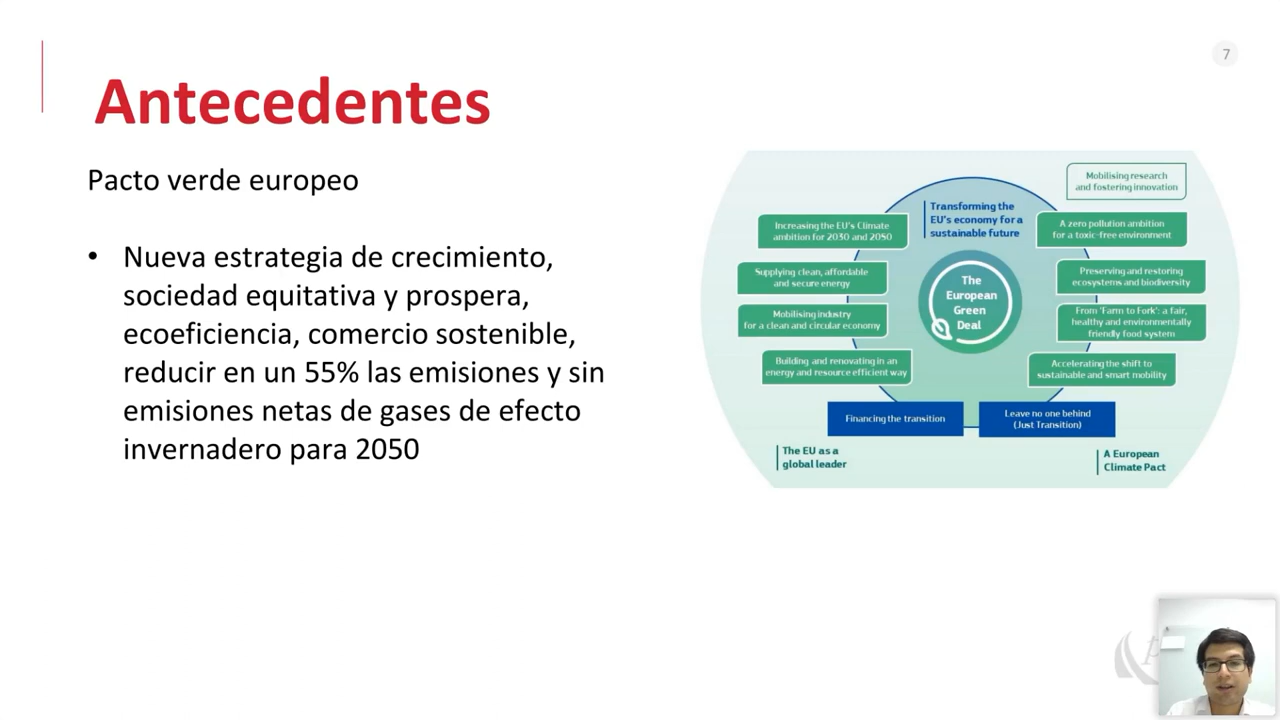 7
Antecedentes
Pacto verde europeo
• Nueva estrategia de crecimiento,
sociedad equitativa y prospera,
ecoeficiencia, comercio sostenible,
reducir en un 55% las emisiones y sin
emisiones netas de gases de efecto
invernadero para 2050
Mobilising research
and fostering innovation
Transforming the
EU's economy for a
sustainable future
Increasing the EU's Climate
ambition for 2030 and 2050
A zero pollution ambition
for a toxic-free environment
Supplying clean, affordable
and secure energy
The
European
Green
Deal
Preserving and restoring
ecosystems and biodiversity
Mobilising industry
for a clean and circular economy
From 'Farm to Fork': a fair,
healthy and environmentally
friendly food system
Building and renovating in an
energy and resource efficient way
Accelerating the shift to
sustainable and smart mobility
Financing the transition
Leave no one behind
(Just Transition)
The EU as a
global leader
A European
Climate Pact